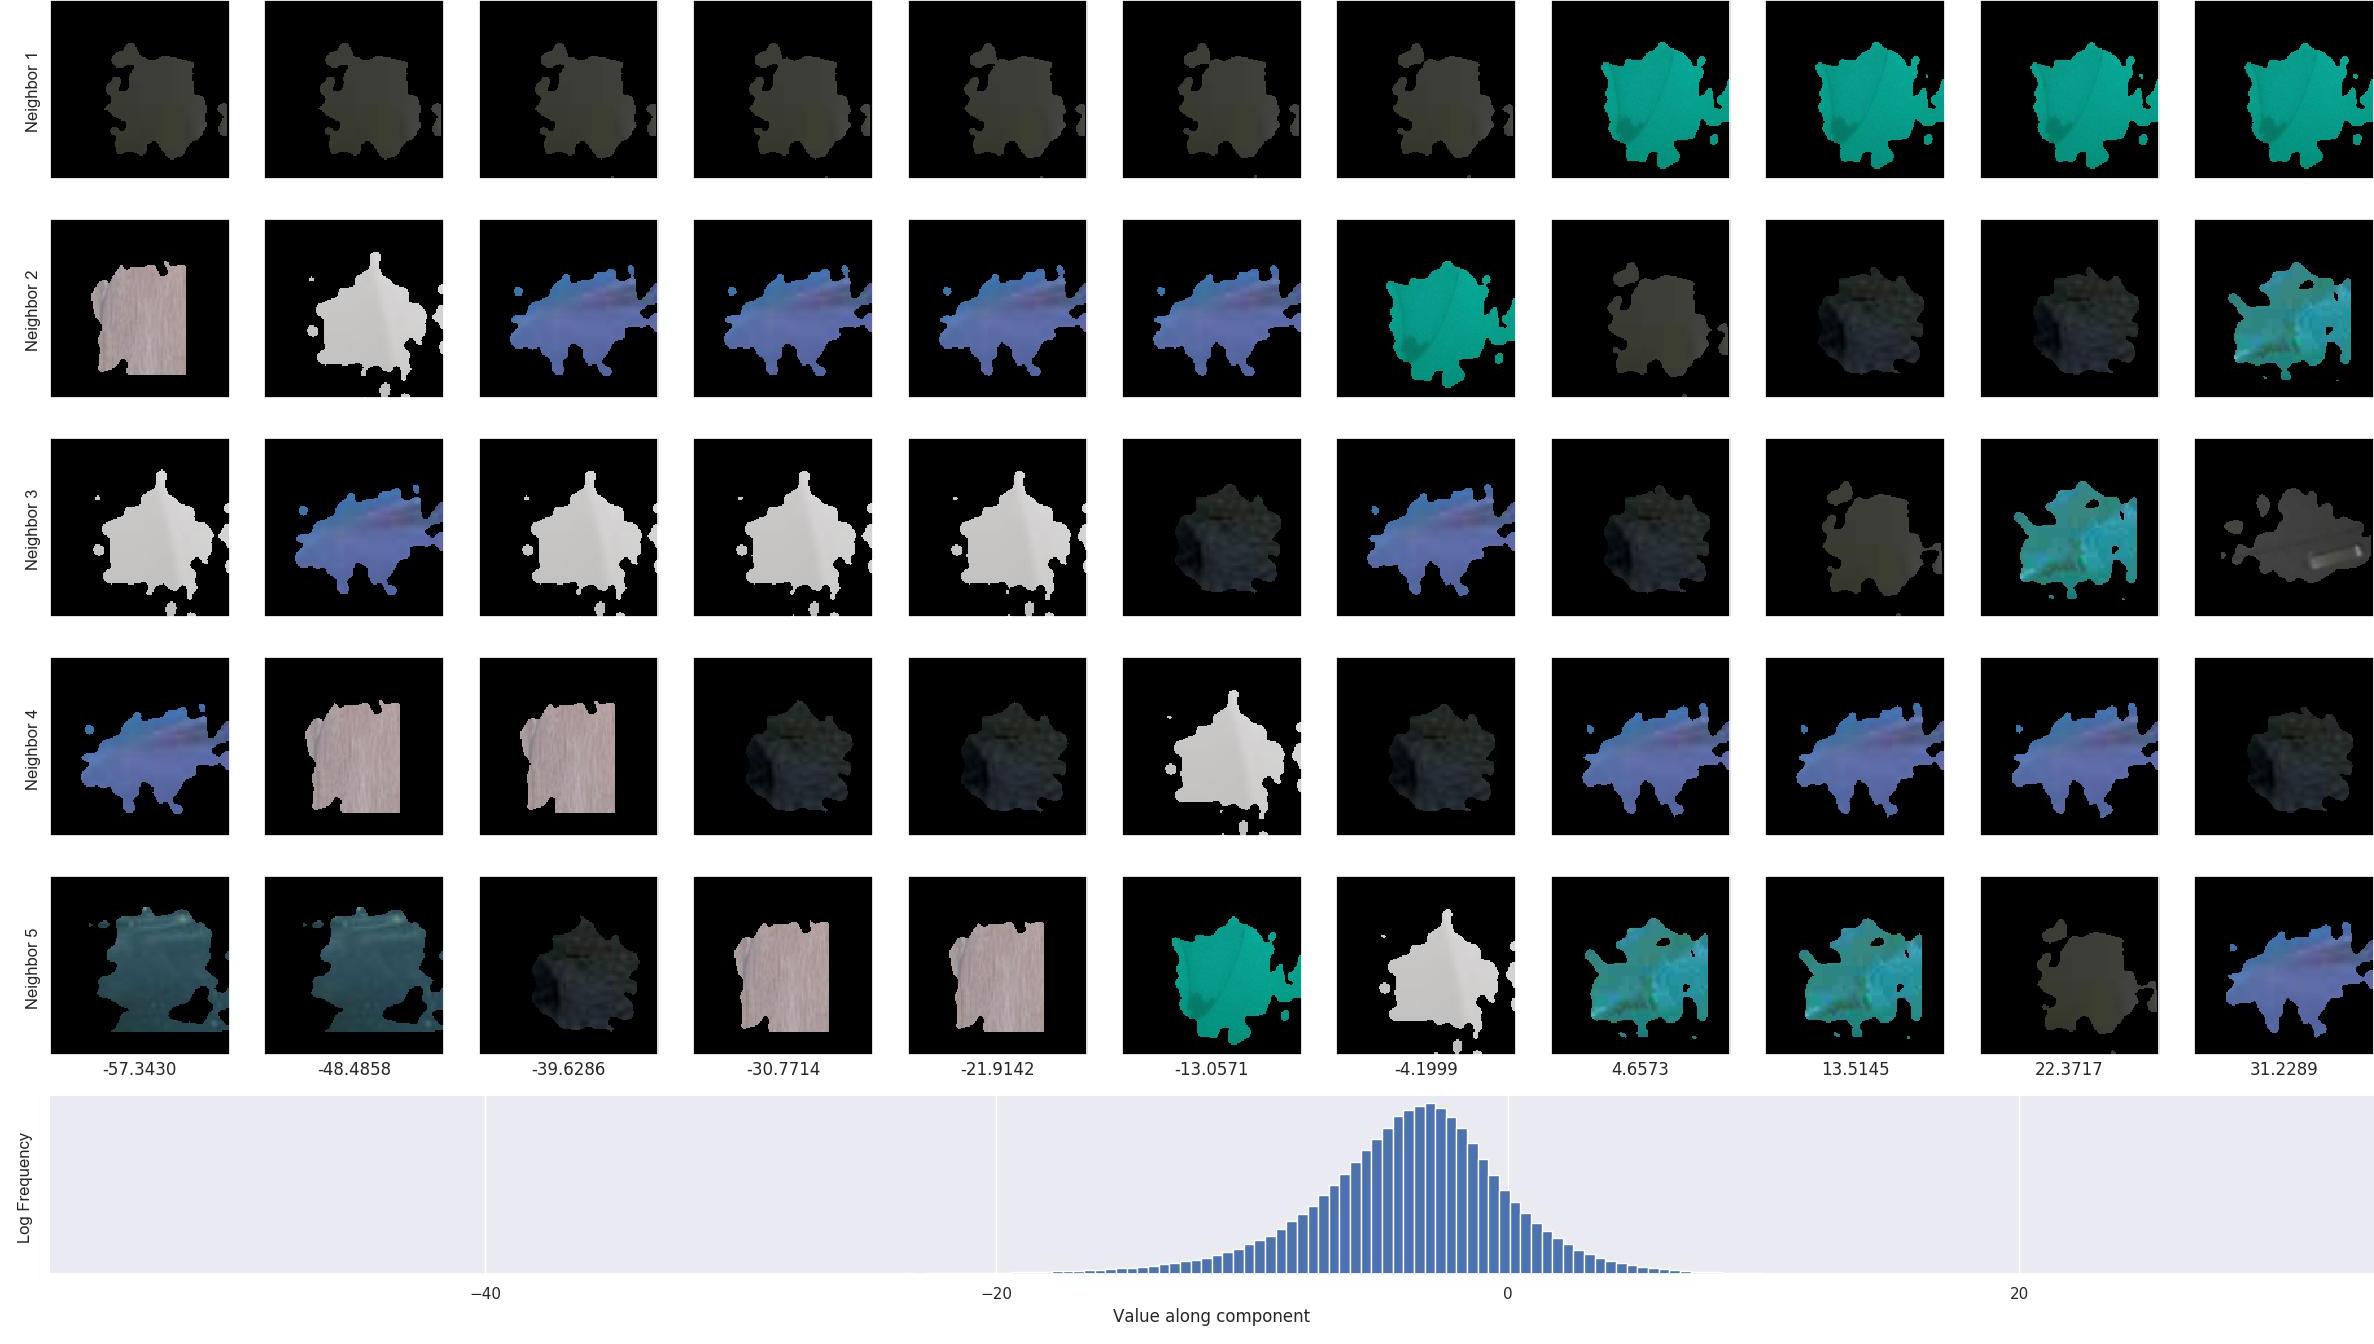 Neighbor 1
Neighbor 2
Neighbor 3
Neighbor 4
Neighbor 5
-57.3430 -48.4858 -39.6286 -30.7714 -21.9142 -13.0571 -4.1999 4.6573 13.5145 22.3717 31.2289
Log Frequency
−40 −20 0 20
Value along component